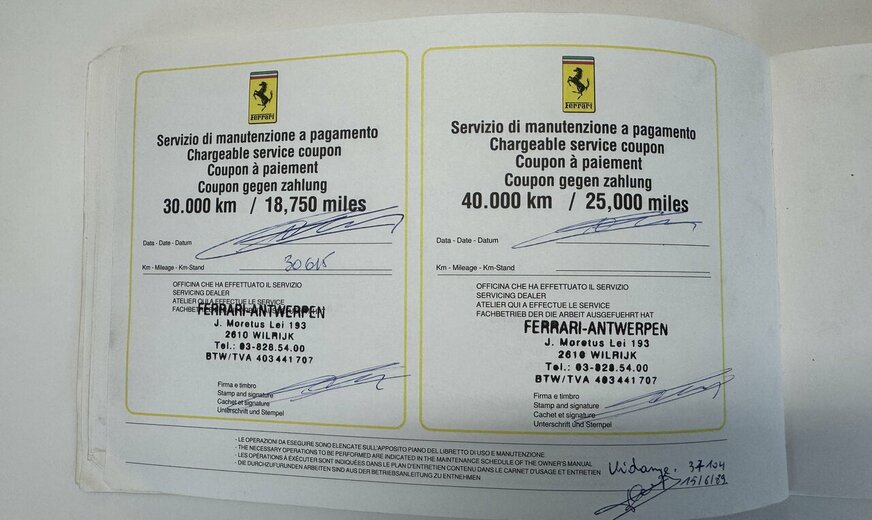 Ferrari
Servizio di manutenzione a pagamento
Chargeable service coupon
Coupon à paiement
Coupon gegen zahlung
30.000 km / 18,750 miles
Data - Date - Datum
Km - Mileage - Km-Stand 30615
OFFICINA CHE HA EFFETTUATO IL SERVIZIO
SERVICING DEALER
ATELIER QUI A EFFECTUE LE SERVICE
FACHBETRIEB DER DIE ARBEIT AUSGEFUEHRT HAT
FERRARI-ANTWERPEN
J. Moretus Lei 193
2610 WILRIJK
Tel.: 03-828.54.00
BTW/TVA 403441707
Firma e timbro
Stamp and signature
Cachet et signature
Unterschrift und Stempel
Ferrari
Servizio di manutenzione a pagamento
Chargeable service coupon
Coupon à paiement
Coupon gegen zahlung
40.000 km / 25,000 miles
Data - Date - Datum
Km - Mileage - Km-Stand
OFFICINA CHE HA EFFETTUATO IL SERVIZIO
SERVICING DEALER
ATELIER QUI A EFFECTUE LE SERVICE
FACHBETRIEB DER DIE ARBEIT AUSGEFUEHRT HAT
FERRARI-ANTWERPEN
J. Moretus Lei 193
2610 WILRIJK
Tel.: 03-828.54.00
BTW/TVA 403441707
Firma e timbro
Stamp and signature
Cachet et signature
Unterschrift und Stempel
- LE OPERAZIONI DA ESEGUIRE SONO ELENCATE SULL'APPOSITO PIANO DEL LIBRETTO DI USO E MANUTENZIONE
- THE NECESSARY OPERATIONS TO BE PERFORMED ARE INDICATED IN THE MAINTENANCE SCHEDULE OF THE OWNER'S MANUAL
- LES OPÉRATIONS À EXÉCUTER SONT INDIQUÉES DANS LE PLAN D'ENTRETIEN CONTENU DANS LE CARNET D'USAGE ET ENTRETIEN
- DIE DURCHZUFÜRUNDEN ARBEITEN SIND AUS DER BETRIEBSANLEITUNG ZU ENTNEHMEN
Vidange. 37104
15/6/89